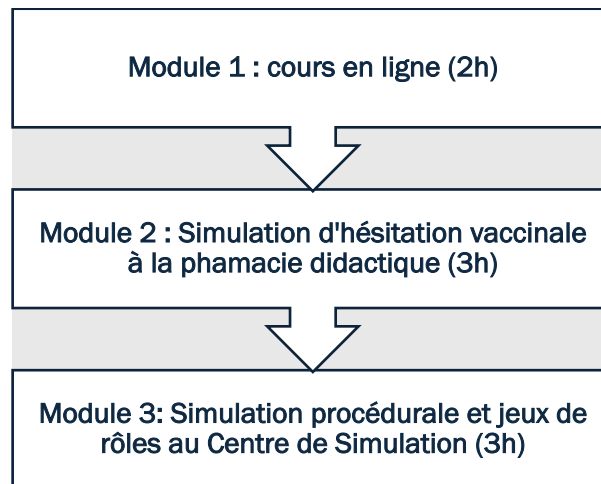 Module 1 : cours en ligne (2h)
Module 2 : Simulation d'hésitation vaccinale
à la phamacie didactique (3h)
Module 3: Simulation procédurale et jeux de
rôles au Centre de Simulation (3h)